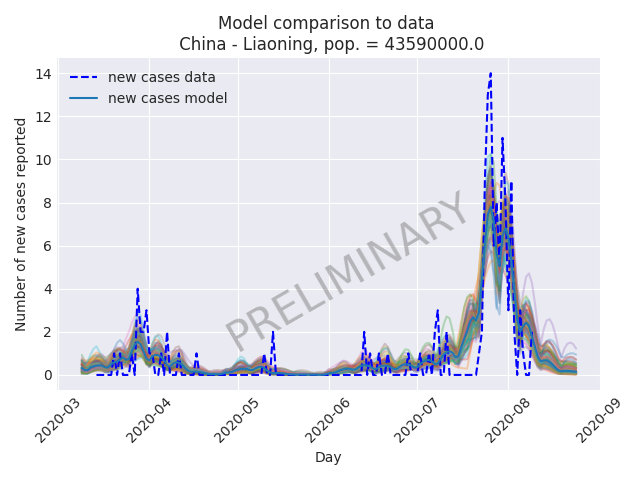 Model comparison to data
China - Liaoning, pop. = 43590000.0
new cases data
new cases model
PRELIMINARY
Number of new cases reported
14
12
10
8
6
4
2
0
2020-03
2020-04
2020-05
2020-06
2020-07
2020-08
2020-09
Day